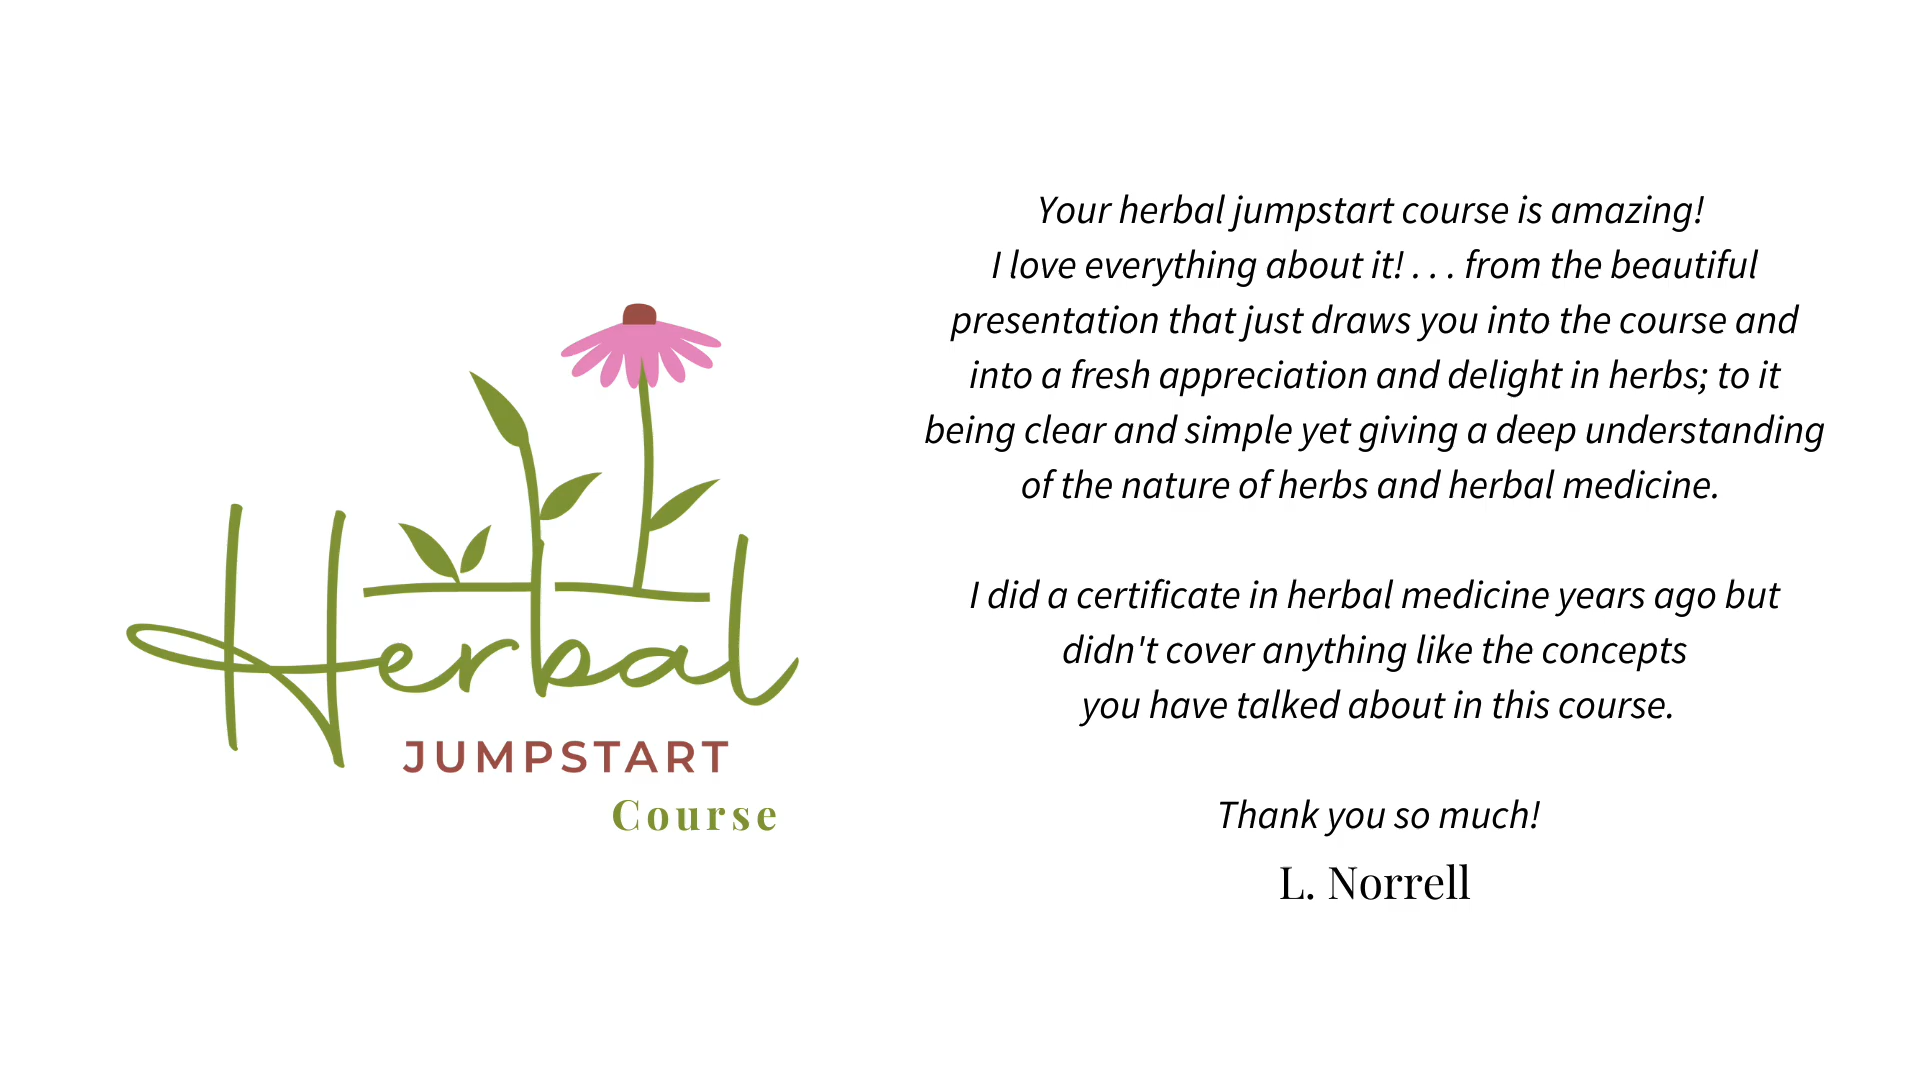 Herbal
JUMPSTART
Course
Your herbal jumpstart course is amazing!
I love everything about it! . . . from the beautiful
presentation that just draws you into the course and
into a fresh appreciation and delight in herbs; to it
being clear and simple yet giving a deep understanding
of the nature of herbs and herbal medicine.
I did a certificate in herbal medicine years ago but
didn't cover anything like the concepts
you have talked about in this course.
Thank you so much!
L. Norrell